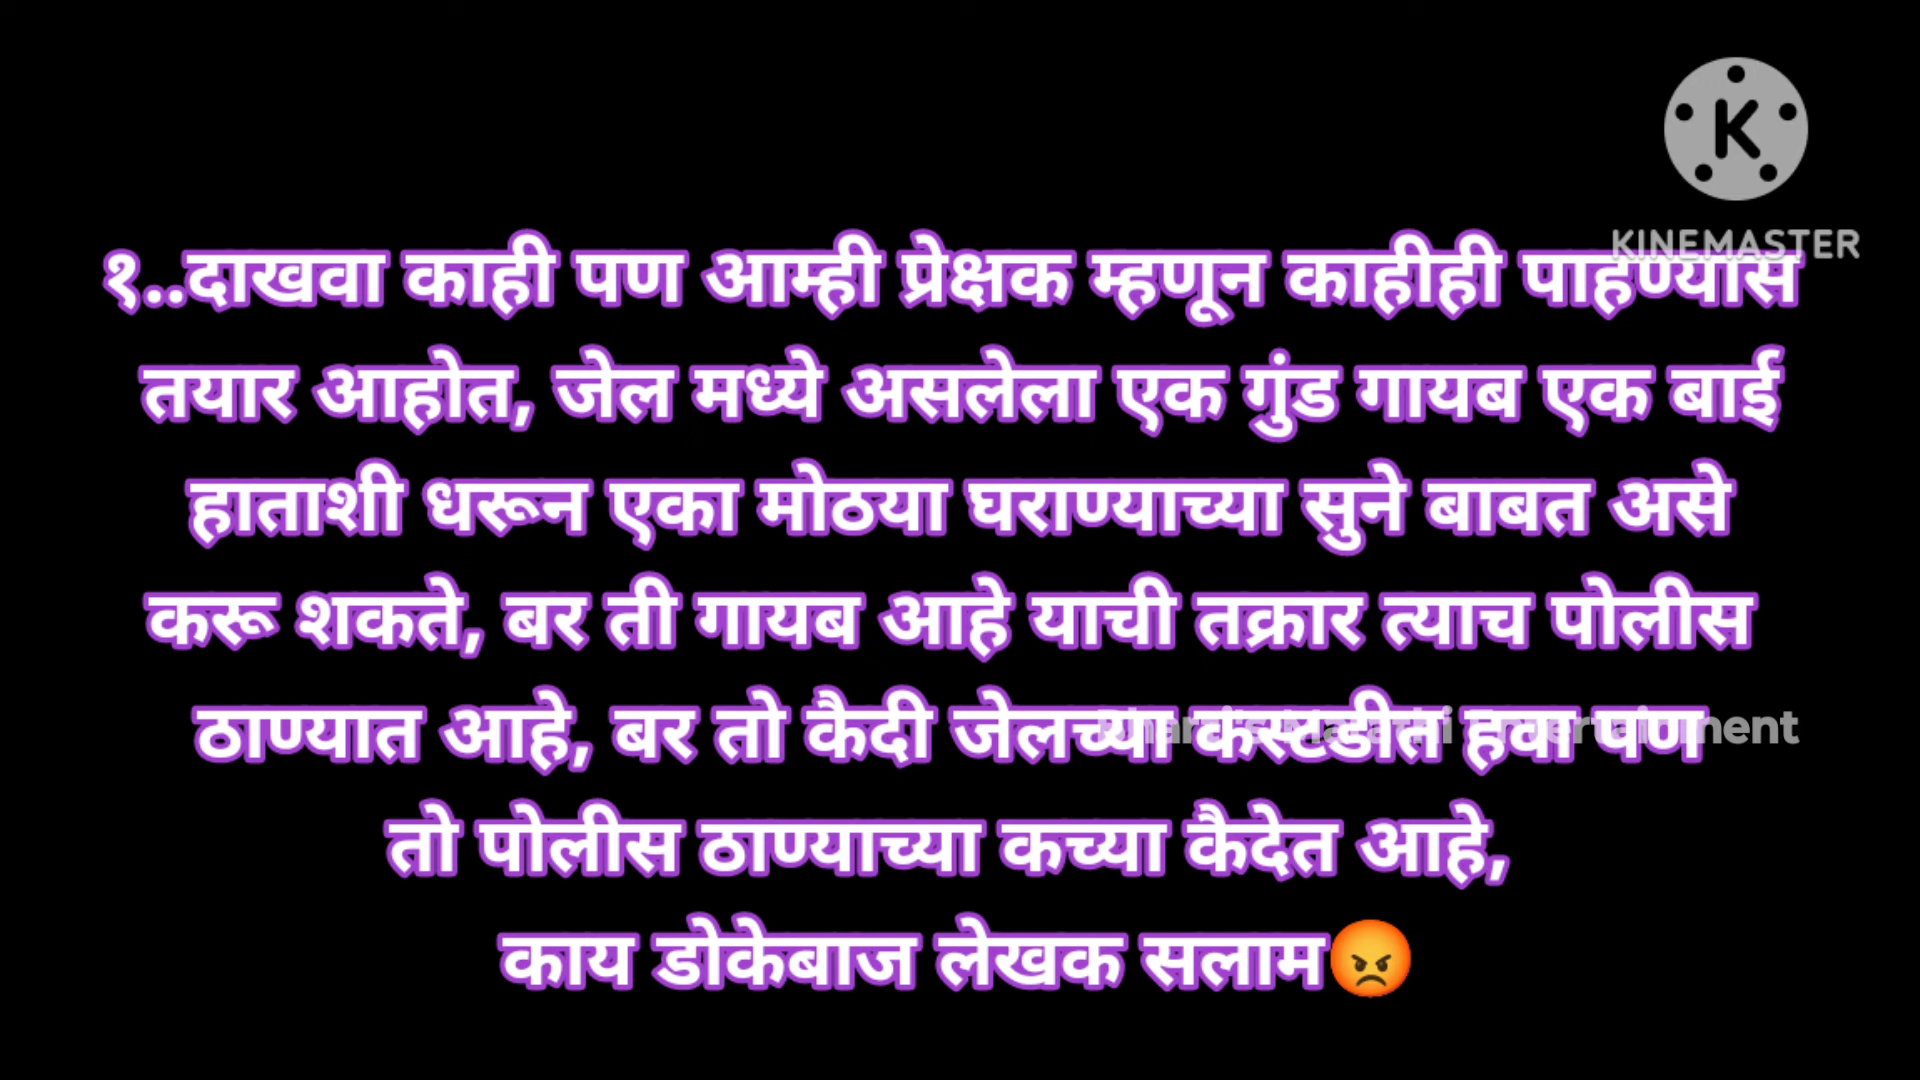 KINEMASTER
१..दाखवा काही पण आम्ही प्रेक्षक म्हणून काहीही पाहण्यास
तयार आहोत, जेल मध्ये असलेला एक गुंड गायब एक बाई
हाताशी धरून एका मोठया घराण्याच्या सुने बाबत असे
करू शकते, बर ती गायब आहे याची तक्रार त्याच पोलीस
ठाण्यात आहे, बर तो कैदी जेलच्या कस्टडीत हवा पण
Marathi Entertainment
तो पोलीस ठाण्याच्या कच्या कैदेत आहे,
काय डोकेबाज लेखक सलाम😡